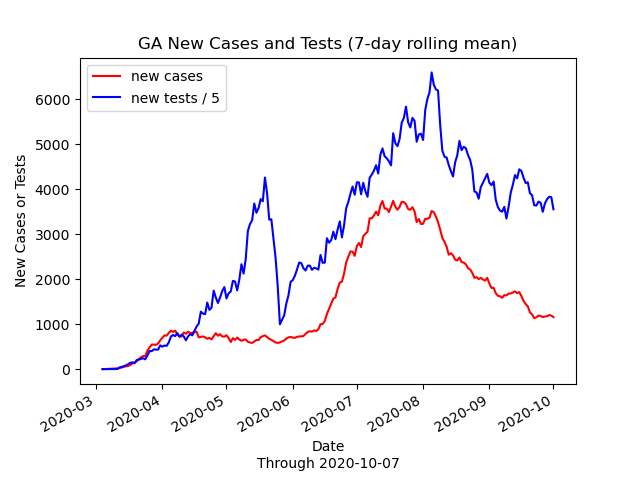 GA New Cases and Tests (7-day rolling mean)
new cases
new tests / 5
New Cases or Tests
6000
5000
4000
3000
2000
1000
0
2020-03
2020-04
2020-05
2020-06
2020-07
2020-08
2020-09
2020-10
Date
Through 2020-10-07